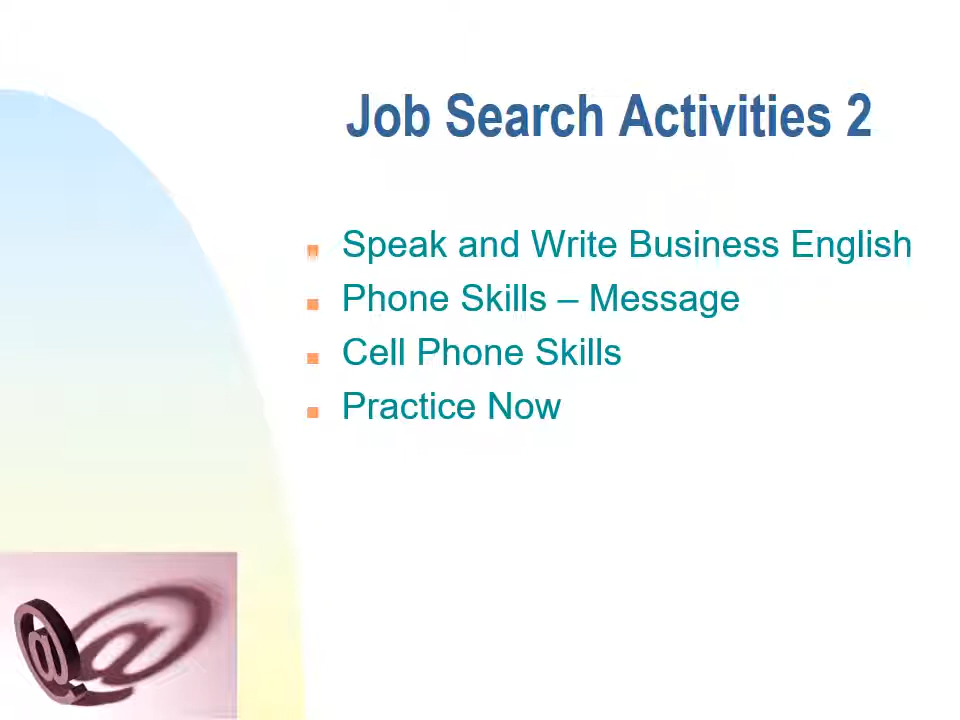 Job Search Activities 2
Speak and Write Business English
Phone Skills – Message
Cell Phone Skills
Practice Now
@
@